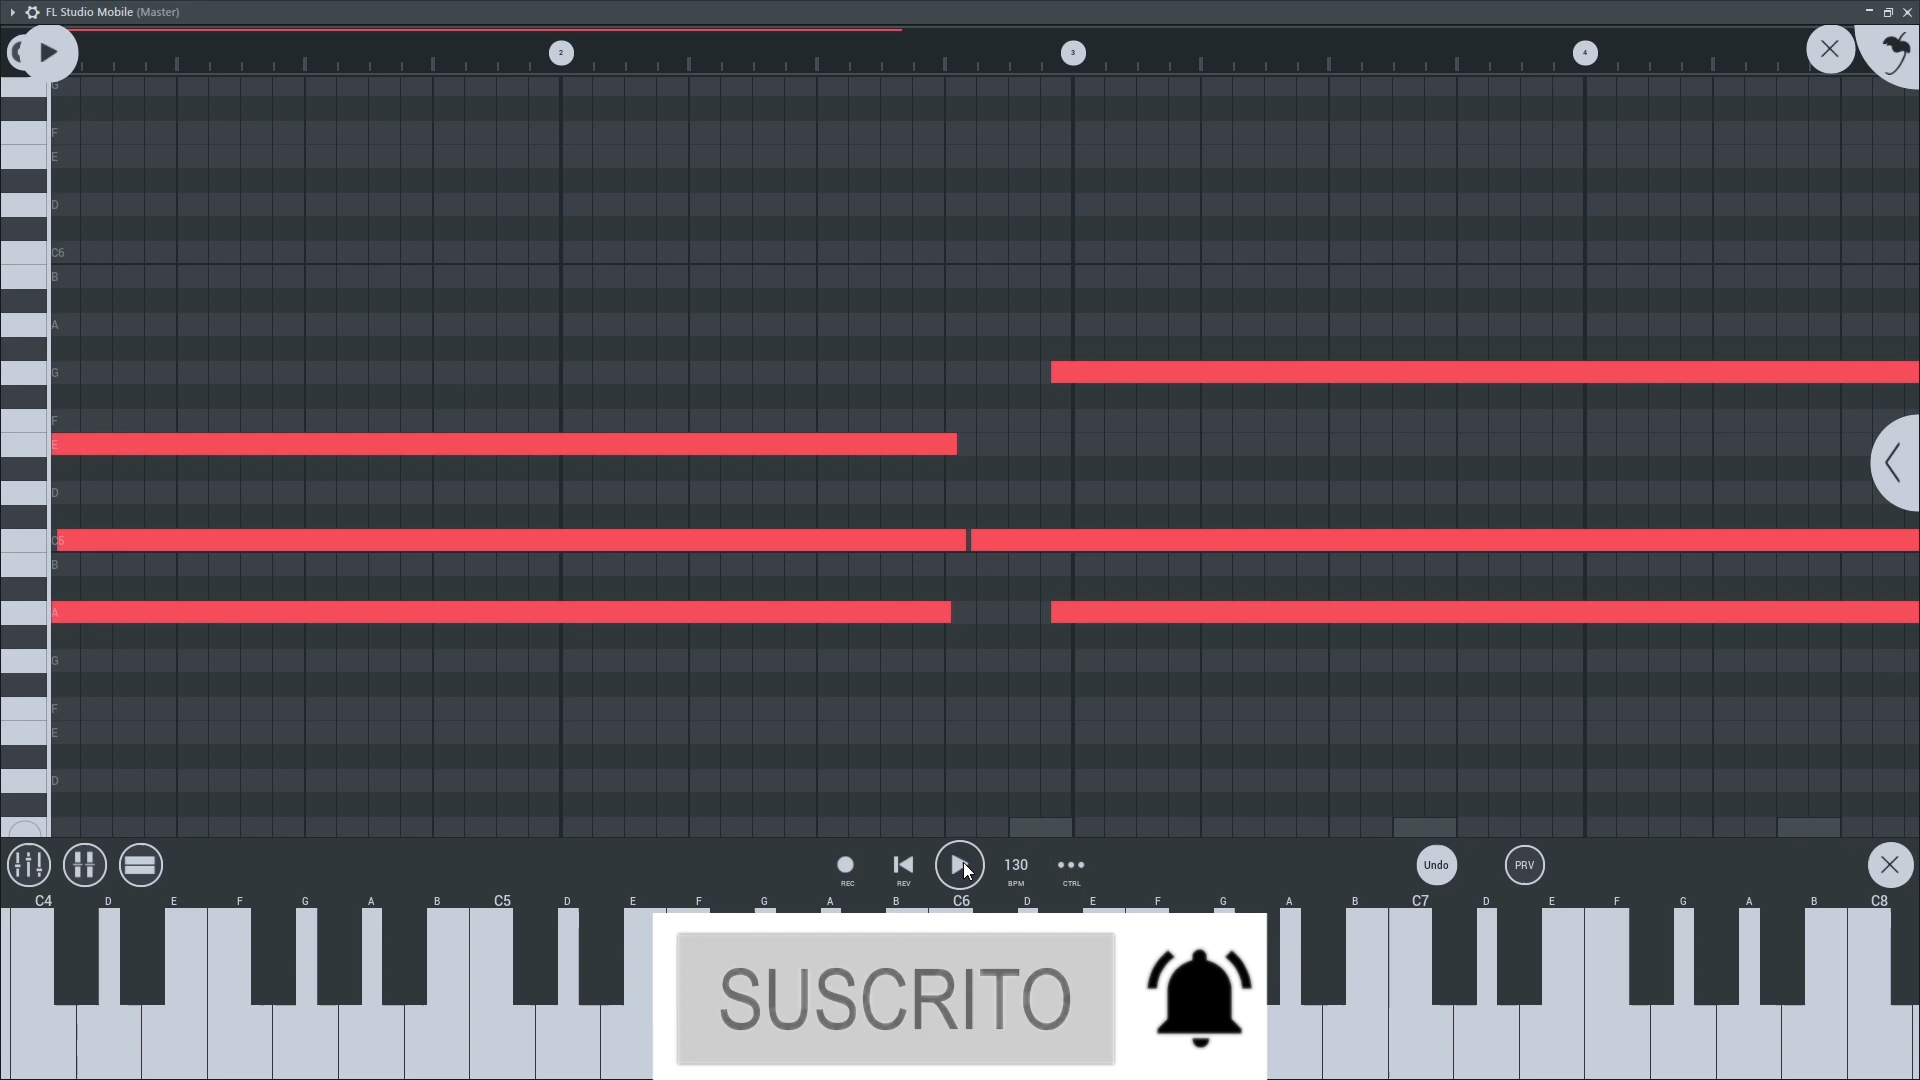 FL Studio Mobile (Master)
2 3 4
G
F
E
D
C6
B
A
G
F
E
D
C5
B
A
G
F
E
D
130 Undo PRV
REC REV BPM CTRL
C4 D E F G A B C5 D E F G A B C6 D E F G A B C7 D E F G A B C8
SUSCRITO